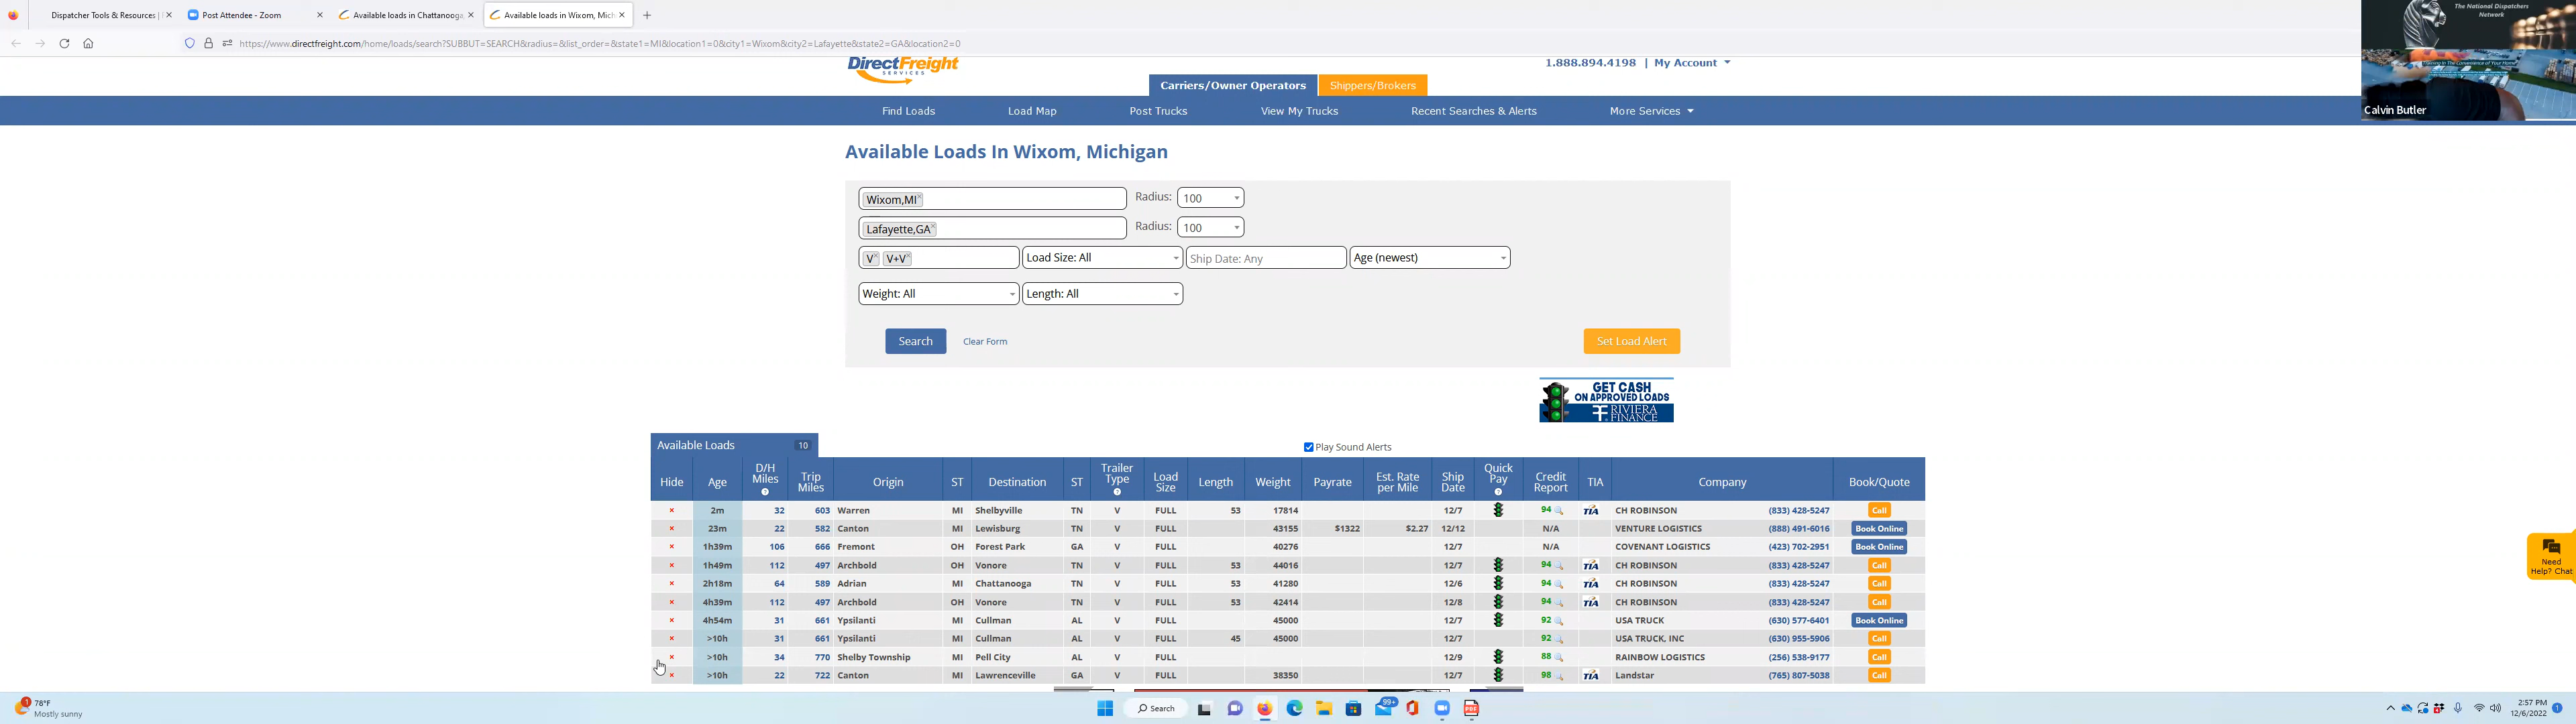 Dispatcher Tools & Resources |
Post Attendee - Zoom
Available loads in Chattanooga,
Available loads in Wixom, Mich
https://www.directfreight.com/home/loads/search?SUBBUT=SEARCH&radius=&list_order=&state1=MI&location1=0&city1=Wixom&city2=Lafayette&state2=GA&location2=0
The National Dispatchers
Network
Training In The Convenience of Your Home
Calvin Butler
DirectFreight
SERVICES
1.888.894.4198 | My Account
Carriers/Owner Operators Shippers/Brokers
Find Loads Load Map Post Trucks View My Trucks Recent Searches & Alerts More Services
Available Loads In Wixom, Michigan
Wixom,MI× Radius: 100
Lafayette,GA× Radius: 100
V× V+V× Load Size: All Ship Date: Any Age (newest)
Weight: All Length: All
Search Clear Form Set Load Alert
GET CASH
ON APPROVED LOADS
RIVIERA
FINANCE
Available Loads 10 Play Sound Alerts
Hide Age D/H Miles Trip Miles Origin ST Destination ST Trailer Type Load Size Length Weight Payrate Est. Rate per Mile Ship Date Quick Pay Credit Report TIA Company Book/Quote
× 2m 32 603 Warren MI Shelbyville TN V FULL 53 17814 12/7 94 TIA CH ROBINSON (833) 428-5247 Call
× 23m 22 582 Canton MI Lewisburg TN V FULL 43155 $1322 $2.27 12/12 N/A VENTURE LOGISTICS (888) 491-6016 Book Online
× 1h39m 106 666 Fremont OH Forest Park GA V FULL 40276 12/7 N/A COVENANT LOGISTICS (423) 702-2951 Book Online
× 1h49m 112 497 Archbold OH Vonore TN V FULL 53 44016 12/7 94 TIA CH ROBINSON (833) 428-5247 Call
× 2h18m 64 589 Adrian MI Chattanooga TN V FULL 53 41280 12/6 94 TIA CH ROBINSON (833) 428-5247 Call
× 4h39m 112 497 Archbold OH Vonore TN V FULL 53 42414 12/8 94 TIA CH ROBINSON (833) 428-5247 Call
× 4h54m 31 661 Ypsilanti MI Cullman AL V FULL 45000 12/7 92 USA TRUCK (630) 577-6401 Book Online
× >10h 31 661 Ypsilanti MI Cullman AL V FULL 45 45000 12/7 92 USA TRUCK, INC (630) 955-5906 Call
× >10h 34 770 Shelby Township MI Pell City AL V FULL 12/9 88 RAINBOW LOGISTICS (256) 538-9177 Call
× >10h 22 722 Canton MI Lawrenceville GA V FULL 38350 12/7 98 TIA Landstar (765) 807-5038 Call
Need
Help? Chat
1 78°F
Mostly sunny
Search
99+
PDF
2:57 PM
12/6/2022
1